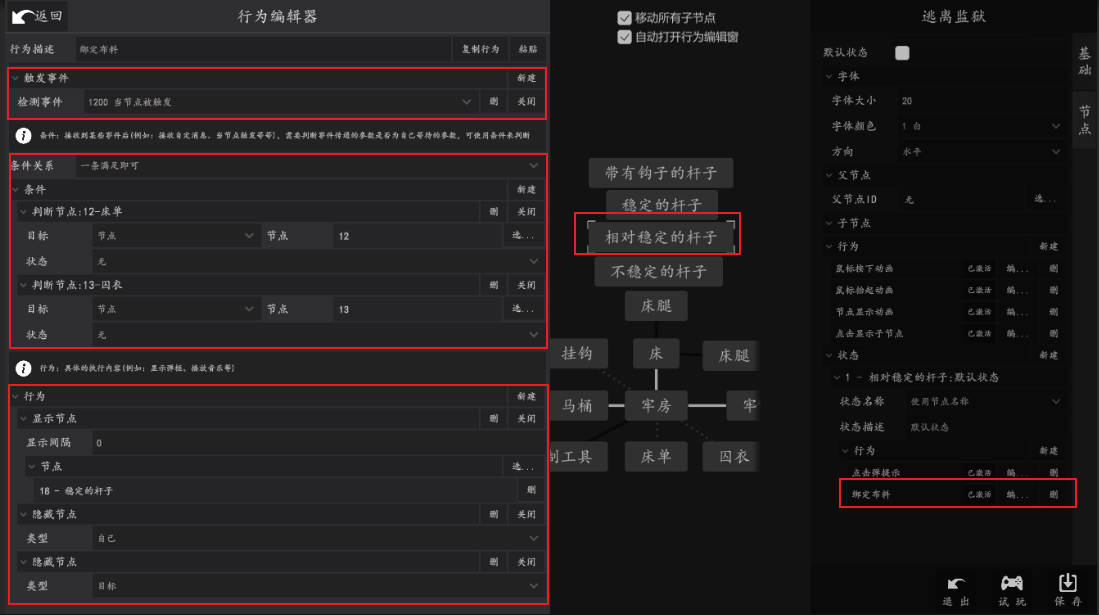 返回
行为编辑器
行为描述 绑定布料 复制行为 粘贴
触发事件 新建
检测事件 1200 当节点被触发 删 关闭
条件: 接收到某些事件后(例如: 接收自定消息, 当节点触发等等), 需要判断事件传递的参数是否为自己等待的参数, 可使用条件来判断
条件关系 一条满足即可
条件 新建
判断节点:12-床单 删 关闭
目标 节点 节点 12 选...
状态 无
判断节点:13-囚衣 删 关闭
目标 节点 节点 13 选...
状态 无
行为: 具体的执行内容(例如: 显示弹框, 播放音乐等)
行为 新建
显示节点 删 关闭
显示间隔 0
节点 选...
18 - 稳定的杆子 删
隐藏节点 删 关闭
类型 自己
隐藏节点 删 关闭
类型 目标
移动所有子节点
自动打开行为编辑窗
带有钩子的杆子
稳定的杆子
相对稳定的杆子
不稳定的杆子
床腿
挂钩 床 床腿
马桶 牢房 牢
制工具 床单 囚衣
逃离监狱
默认状态
字体
字体大小 20
字体颜色 1 白
方向 水平
父节点
父节点ID 无 选...
子节点
行为 新建
鼠标按下动画 已激活 编... 删
鼠标抬起动画 已激活 编... 删
节点显示动画 已激活 编... 删
点击显示子节点 已激活 编... 删
状态 新建
1 - 相对稳定的杆子:默认状态
状态名称 使用节点名称
状态描述 默认状态
行为 新建
点击弹提示 已激活 编... 删
绑定布料 已激活 编... 删
基础
节点
退出 试玩 保存